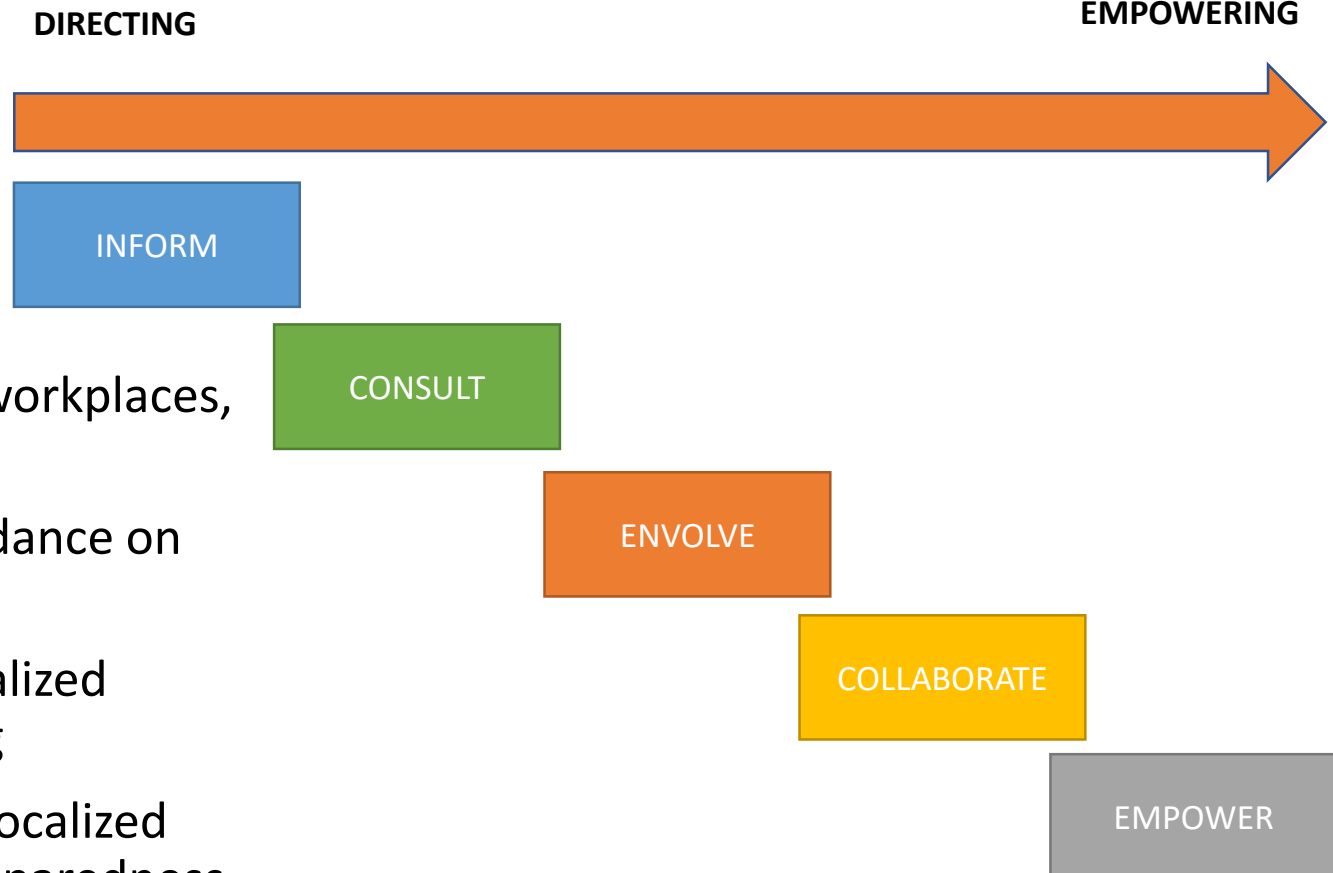 DIRECTING
EMPOWERING
INFORM
workplaces,
CONSULT
dance on
ENVOLVE
alized
COLLABORATE
ocalized
EMPOWER